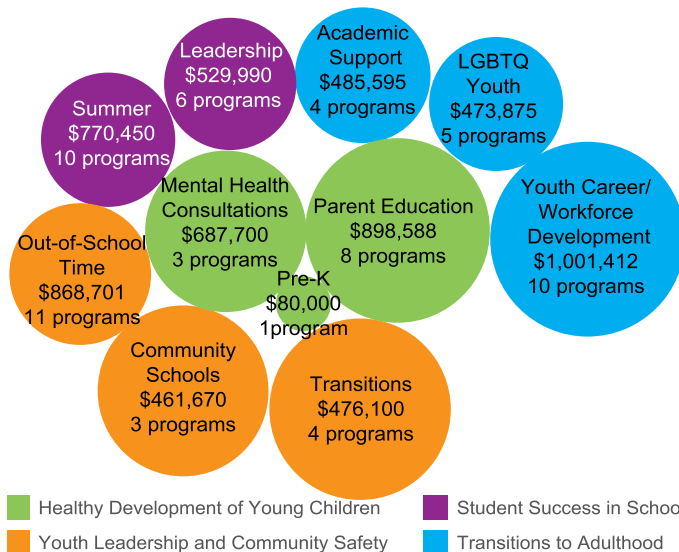 Academic
Support
$485,595
4 programs
Leadership
$529,990
6 programs
LGBTQ
Youth
$473,875
5 programs
Summer
$770,450
10 programs
Mental Health
Consultations
$687,700
3 programs
Parent Education
$898,588
8 programs
Youth Career/
Workforce
Development
$1,001,412
10 programs
Out-of-School
Time
$868,701
11 programs
Pre-K
$80,000
1program
Community
Schools
$461,670
3 programs
Transitions
$476,100
4 programs
Healthy Development of Young Children
Student Success in Schoo
Youth Leadership and Community Safety
Transitions to Adulthood